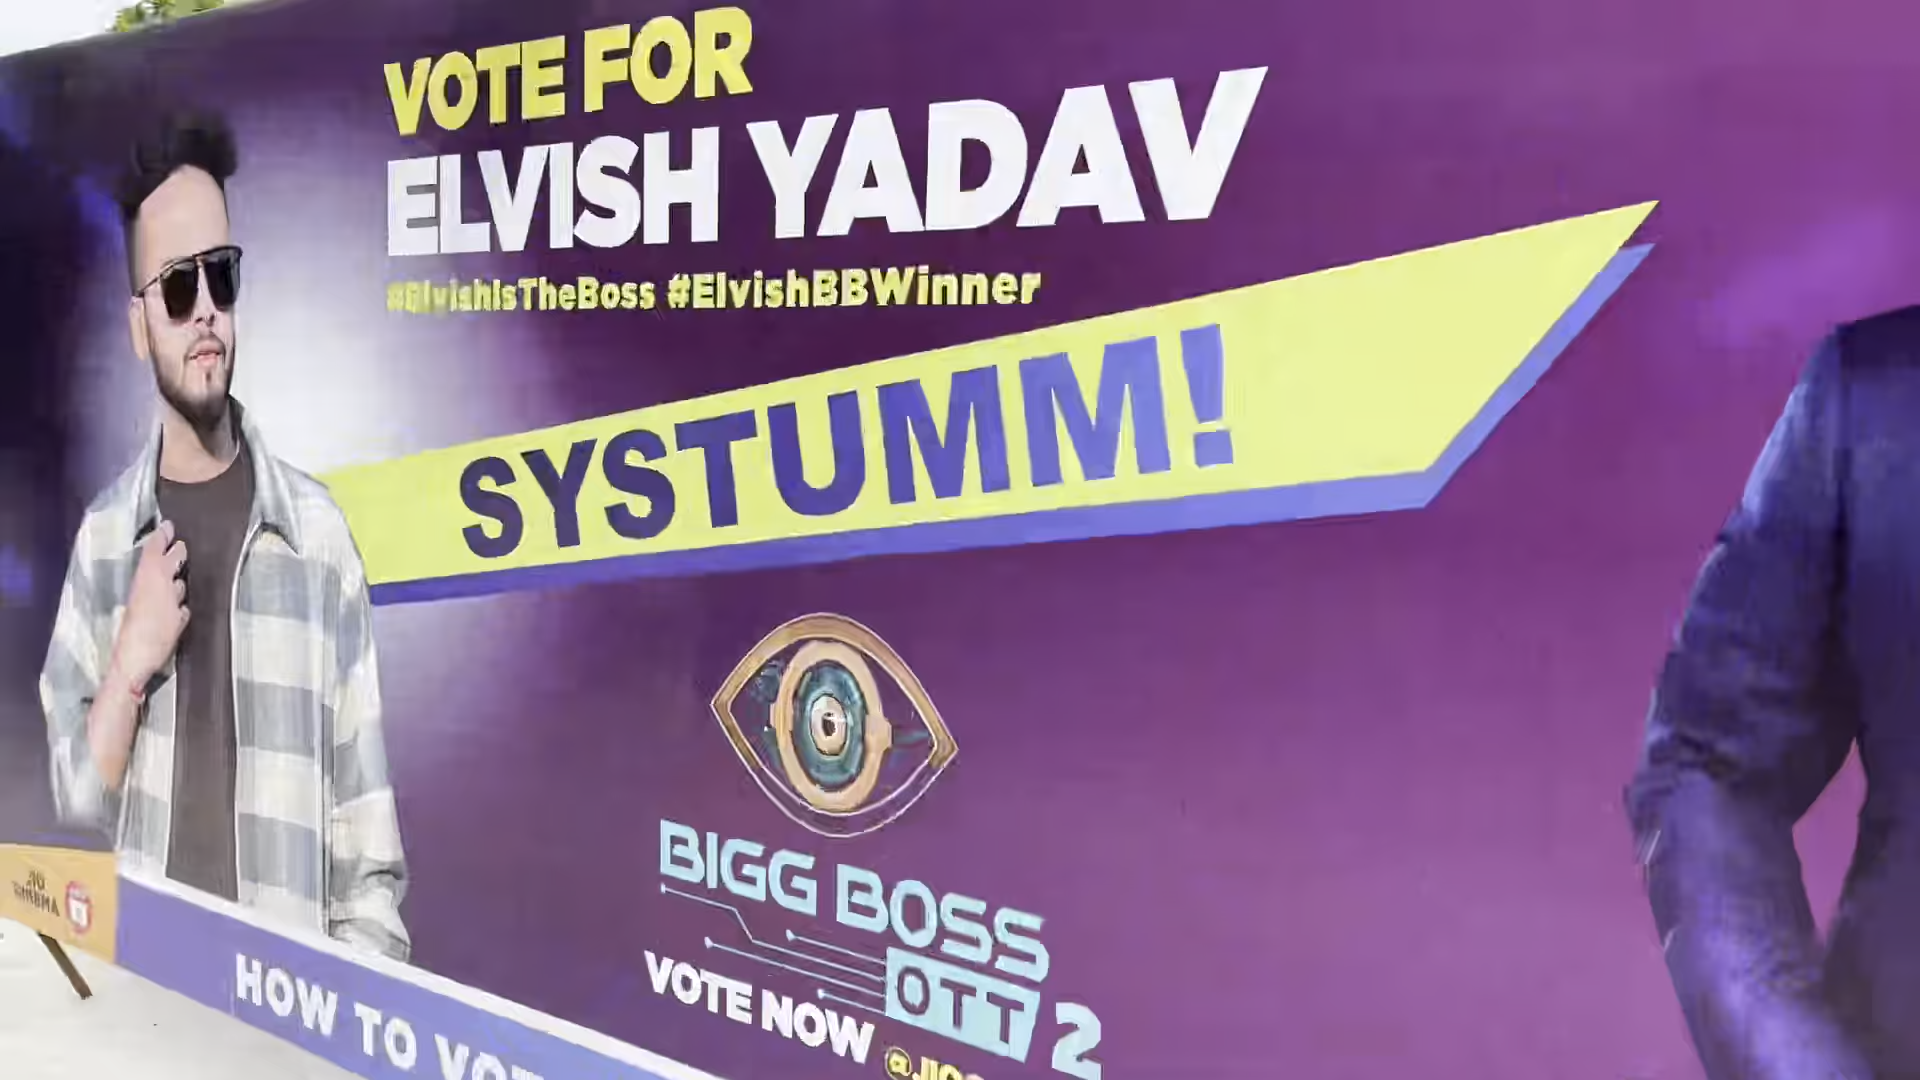 VOTE FOR
ELVISH YADAV
#ElvishIsTheBoss #ElvishBBWinner
SYSTUMM!
BIGG BOSS
OTT 2
VOTE NOW
HOW TO